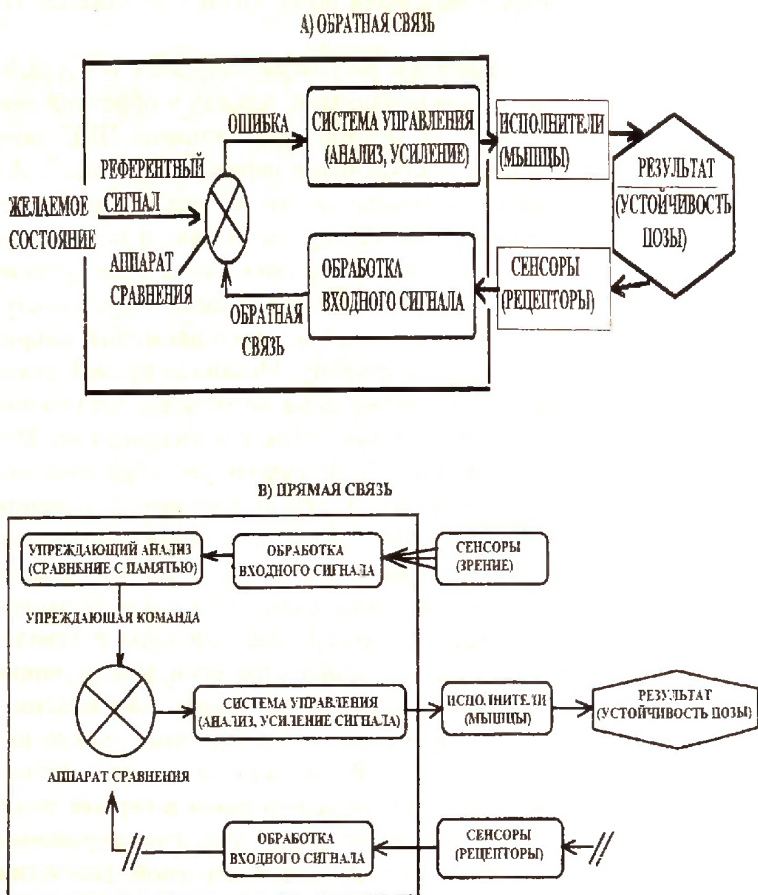 А) ОБРАТНАЯ СВЯЗЬ
ОШИБКА
СИСТЕМА УПРАВЛЕНИЯ
(АНАЛИЗ, УСИЛЕНИЕ)
ИСПОЛНИТЕЛИ
(МЫШЦЫ)
РЕЗУЛЬТАТ
(УСТОЙЧИВОСТЬ
ПОЗЫ)
РЕФЕРЕНТНЫЙ
СИГНАЛ
ЖЕЛАЕМОЕ
СОСТОЯНИЕ
АППАРАТ
СРАВНЕНИЯ
ОБРАБОТКА
ВХОДНОГО СИГНАЛА
СЕНСОРЫ
(РЕЦЕПТОРЫ)
ОБРАТНАЯ
СВЯЗЬ
В) ПРЯМАЯ СВЯЗЬ
УПРЕЖДАЮЩИЙ АНАЛИЗ
(СРАВНЕНИЕ С ПАМЯТЬЮ)
ОБРАБОТКА
ВХОДНОГО СИГНАЛА
СЕНСОРЫ
(ЗРЕНИЕ)
УПРЕЖДАЮЩАЯ КОМАНДА
СИСТЕМА УПРАВЛЕНИЯ
(АНАЛИЗ, УСИЛЕНИЕ СИГНАЛА)
ИСПОЛНИТЕЛИ
(МЫШЦЫ)
РЕЗУЛЬТАТ
(УСТОЙЧИВОСТЬ ПОЗЫ)
АППАРАТ СРАВНЕНИЯ
ОБРАБОТКА
ВХОДНОГО СИГНАЛА
СЕНСОРЫ
(РЕЦЕПТОРЫ)